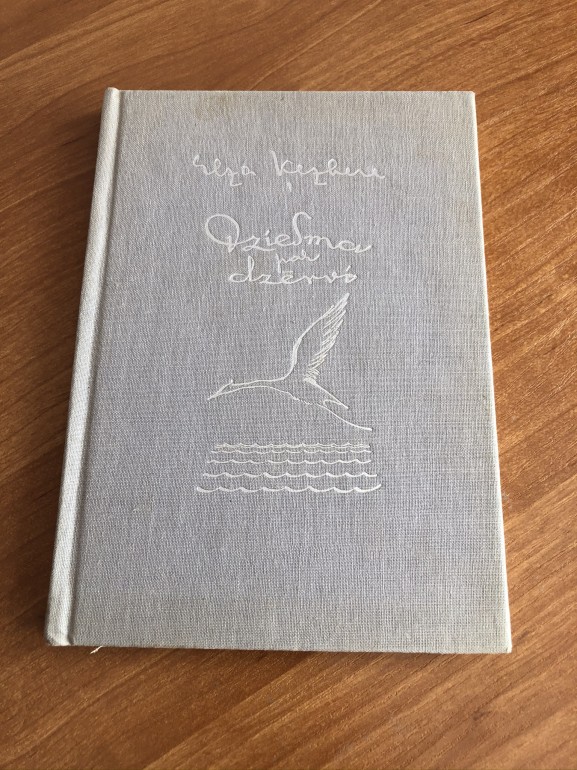 Elza Ķezbere
Dziesma
par
dzērvi